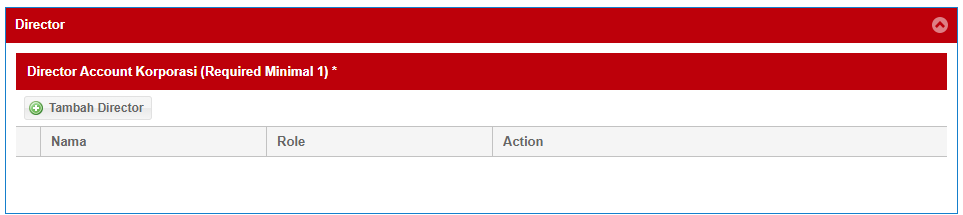 Director
Director Account Korporasi (Required Minimal 1) *
Tambah Director
Nama Role Action